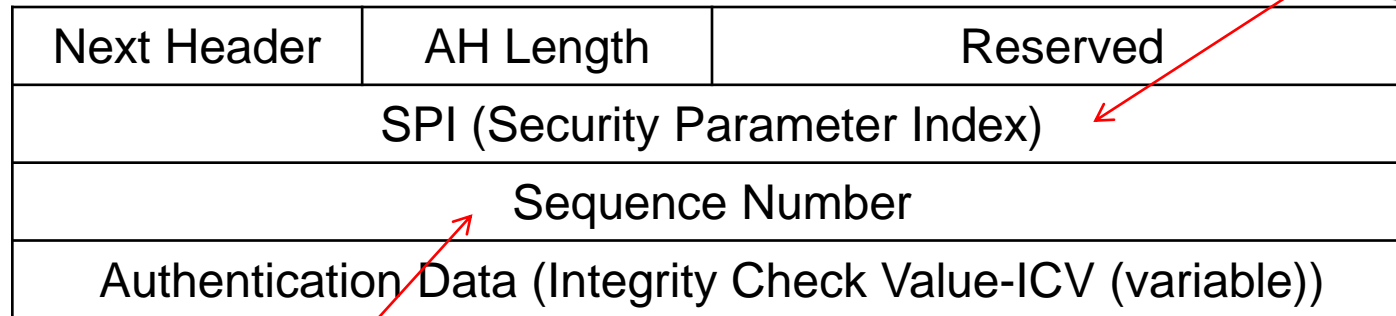 Next Header AH Length Reserved
SPI (Security Parameter Index)
Sequence Number
Authentication Data (Integrity Check Value-ICV (variable))